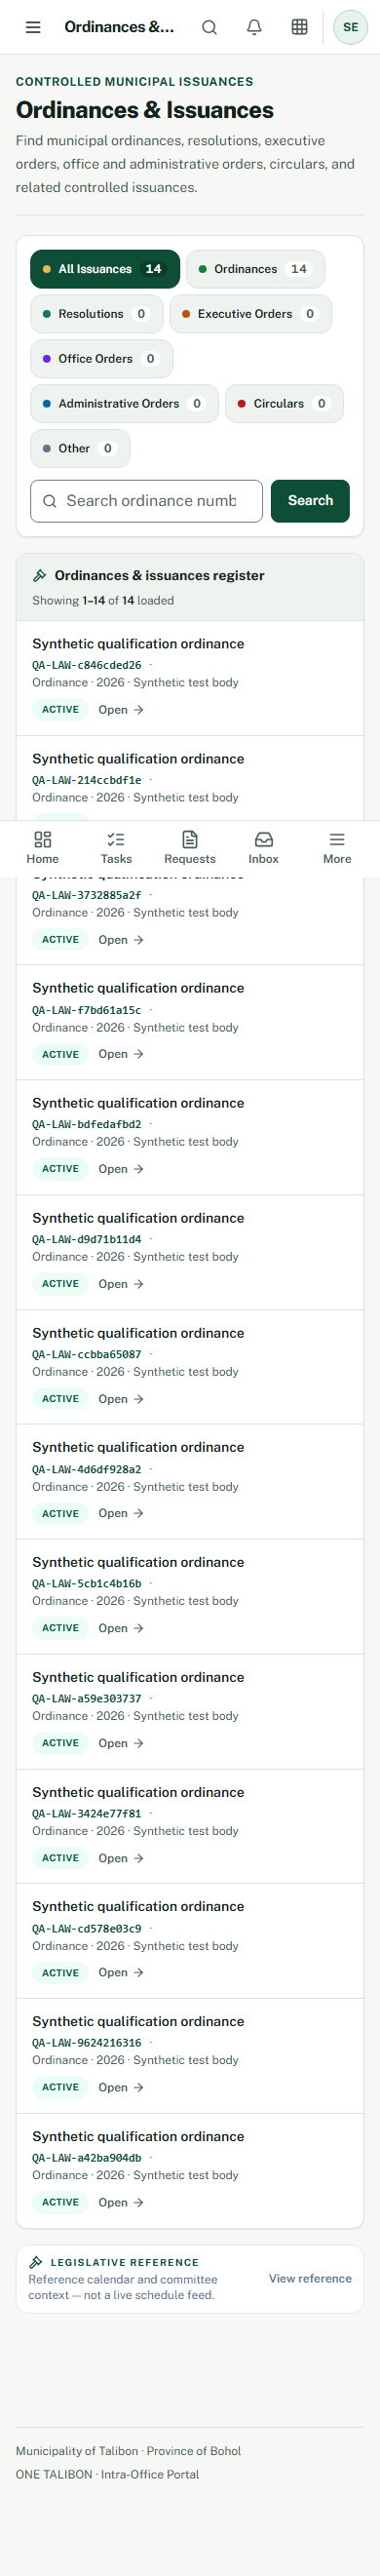 Ordinances &...
SE
CONTROLLED MUNICIPAL ISSUANCES
Ordinances & Issuances
Find municipal ordinances, resolutions, executive
orders, office and administrative orders, circulars, and
related controlled issuances.
All Issuances 14
Ordinances 14
Resolutions 0
Executive Orders 0
Office Orders 0
Administrative Orders 0
Circulars 0
Other 0
Search ordinance numb
Search
Ordinances & issuances register
Showing 1–14 of 14 loaded
Synthetic qualification ordinance
QA-LAW-c846cded26 ·
Ordinance · 2026 · Synthetic test body
ACTIVE Open →
Synthetic qualification ordinance
QA-LAW-214ccbdf1e ·
Ordinance · 2026 · Synthetic test body
Home
Tasks
Requests
Inbox
More
Synthetic qualification ordinance
QA-LAW-3732885a2f ·
Ordinance · 2026 · Synthetic test body
ACTIVE Open →
Synthetic qualification ordinance
QA-LAW-f7bd61a15c ·
Ordinance · 2026 · Synthetic test body
ACTIVE Open →
Synthetic qualification ordinance
QA-LAW-bdfedafbd2 ·
Ordinance · 2026 · Synthetic test body
ACTIVE Open →
Synthetic qualification ordinance
QA-LAW-d9d71b11d4 ·
Ordinance · 2026 · Synthetic test body
ACTIVE Open →
Synthetic qualification ordinance
QA-LAW-ccbba65087 ·
Ordinance · 2026 · Synthetic test body
ACTIVE Open →
Synthetic qualification ordinance
QA-LAW-4d6df928a2 ·
Ordinance · 2026 · Synthetic test body
ACTIVE Open →
Synthetic qualification ordinance
QA-LAW-5cb1c4b16b ·
Ordinance · 2026 · Synthetic test body
ACTIVE Open →
Synthetic qualification ordinance
QA-LAW-a59e303737 ·
Ordinance · 2026 · Synthetic test body
ACTIVE Open →
Synthetic qualification ordinance
QA-LAW-3424e77f81 ·
Ordinance · 2026 · Synthetic test body
ACTIVE Open →
Synthetic qualification ordinance
QA-LAW-cd578e03c9 ·
Ordinance · 2026 · Synthetic test body
ACTIVE Open →
Synthetic qualification ordinance
QA-LAW-9624216316 ·
Ordinance · 2026 · Synthetic test body
ACTIVE Open →
Synthetic qualification ordinance
QA-LAW-a42ba904db ·
Ordinance · 2026 · Synthetic test body
ACTIVE Open →
LEGISLATIVE REFERENCE
Reference calendar and committee
context — not a live schedule feed.
View reference
Municipality of Talibon · Province of Bohol
ONE TALIBON · Intra-Office Portal